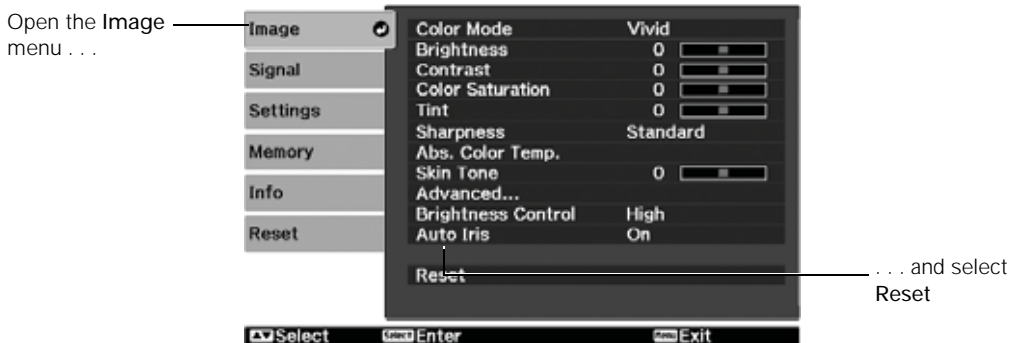 Open the Image
menu . . .
Image
Signal
Settings
Memory
Info
Reset
Color Mode Vivid
Brightness 0
Contrast 0
Color Saturation 0
Tint 0
Sharpness Standard
Abs. Color Temp.
Skin Tone 0
Advanced...
Brightness Control High
Auto Iris On
Reset
. . . and select
Reset
Select Select Enter Menu Exit